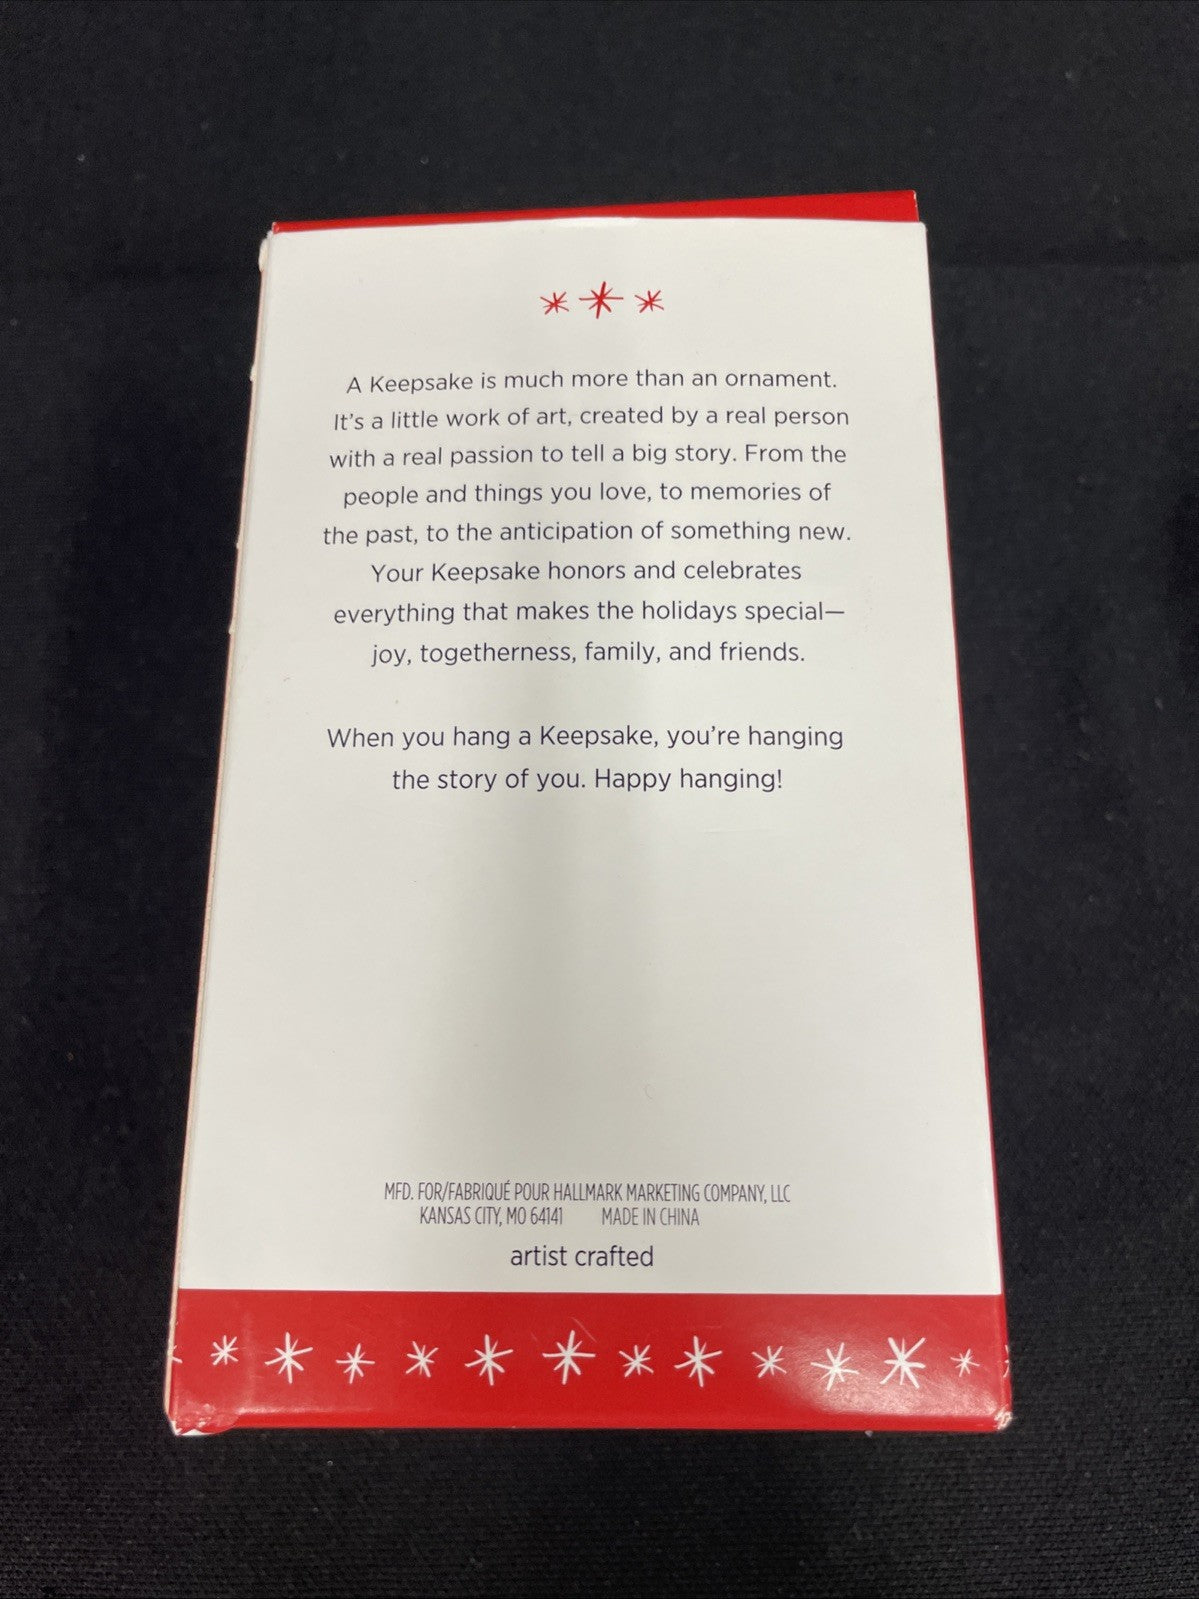 A Keepsake is much more than an ornament.
It's a little work of art, created by a real person
with a real passion to tell a big story. From the
people and things you love, to memories of
the past, to the anticipation of something new.
Your Keepsake honors and celebrates
everything that makes the holidays special—
joy, togetherness, family, and friends.
When you hang a Keepsake, you're hanging
the story of you. Happy hanging!
MFD. FOR/FABRIQUÉ POUR HALLMARK MARKETING COMPANY, LLC
KANSAS CITY, MO 64141 MADE IN CHINA
artist crafted